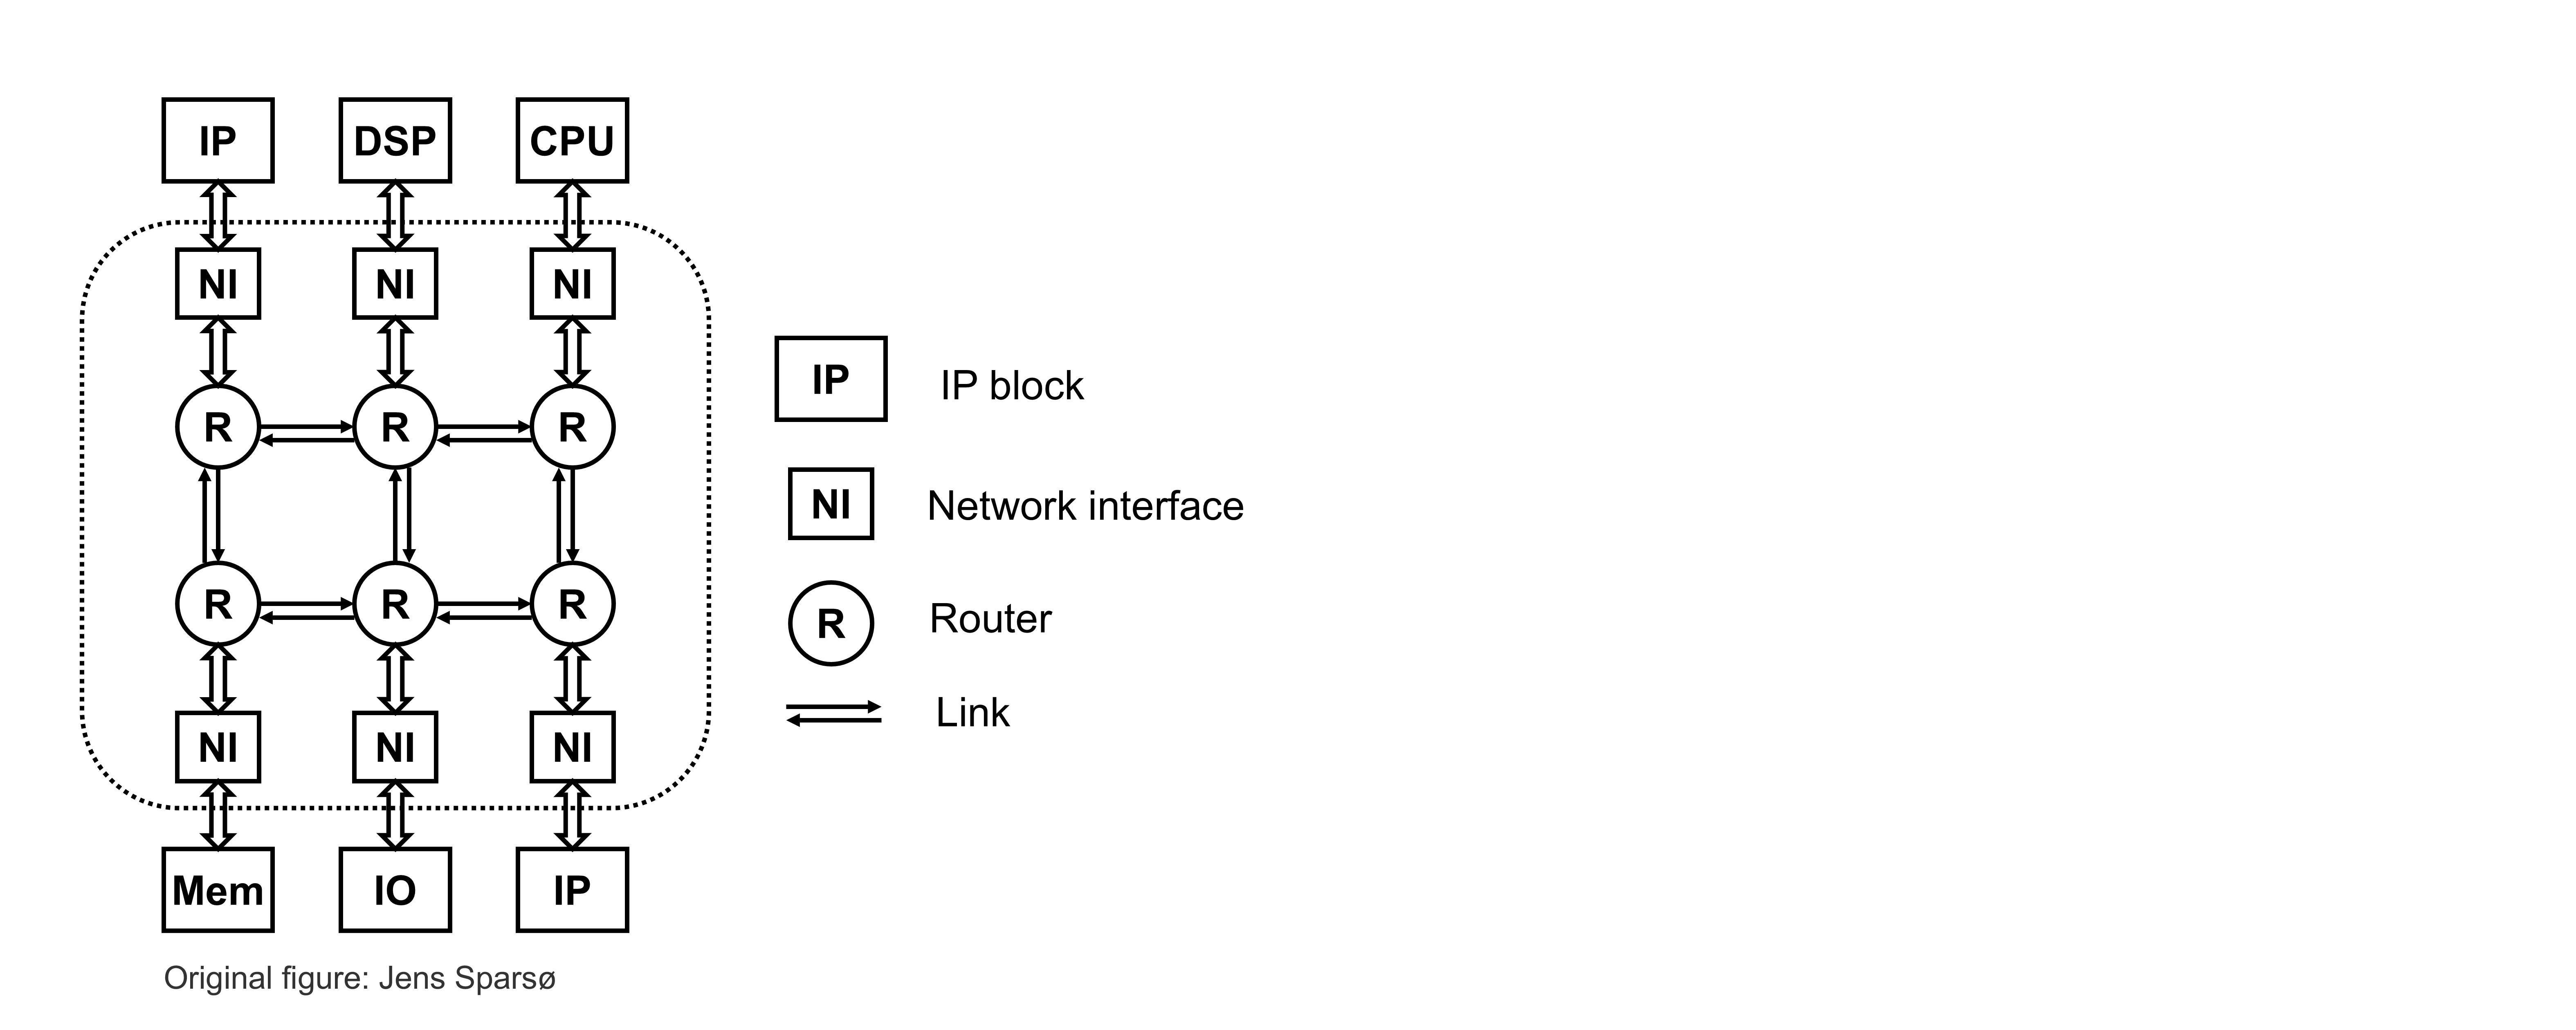 IP DSP CPU
NI NI NI
R R R
R R R
NI NI NI
Mem IO IP
Original figure: Jens Sparsø
IP IP block
NI Network interface
R Router
Link